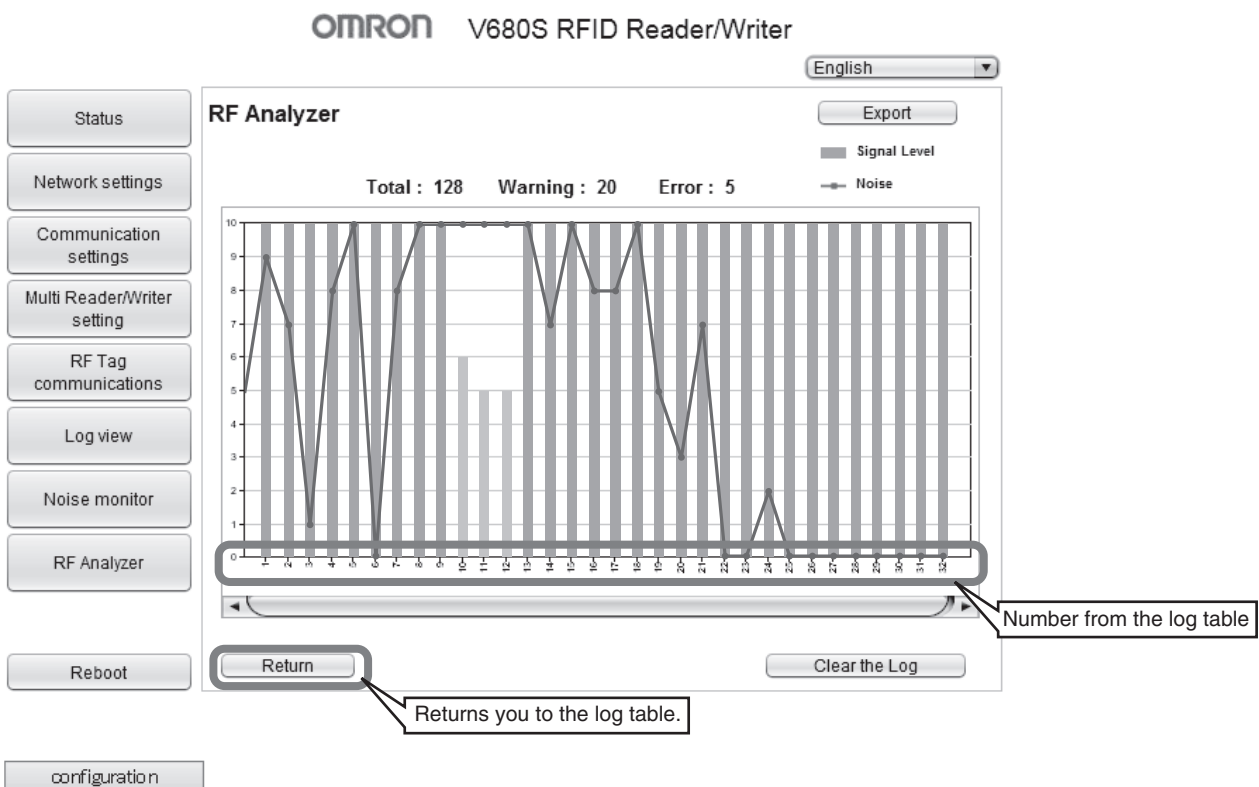 OMRON V680S RFID Reader/Writer
English
Status
Network settings
Communication
settings
Multi Reader/Writer
setting
RF Tag
communications
Log view
Noise monitor
RF Analyzer
Reboot
configuration
RF Analyzer
Export
Signal Level
Noise
Total : 128 Warning : 20 Error : 5
10
9
8
7
6
5
4
3
2
1
0
1 2 3 4 5 6 7 8 9 10 11 12 13 14 15 16 17 18 19 20 21 22 23 24 25 26 27 28 29 30 31 32
Number from the log table
Return
Clear the Log
Returns you to the log table.